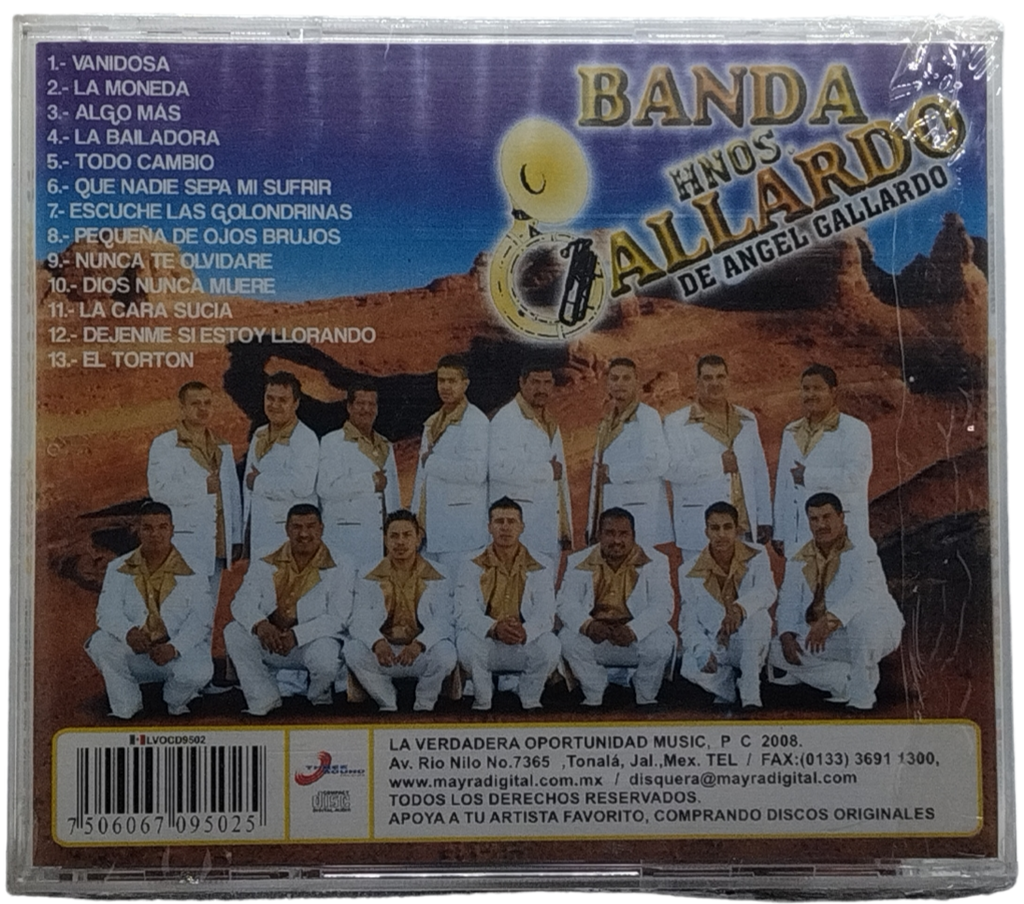 1.- VANIDOSA
2.- LA MONEDA
3.- ALGO MÁS
4.- LA BAILADORA
5.- TODO CAMBIO
6.- QUE NADIE SEPA MI SUFRIR
7.- ESCUCHE LAS GOLONDRINAS
8.- PEQUEÑA DE OJOS BRUJOS
9.- NUNCA TE OLVIDARE
10.- DIOS NUNCA MUERE
11.- LA CARA SUCIA
12.- DEJENME SI ESTOY LLORANDO
13.- EL TORTON
BANDA
HNOS.
GALLARDO
DE ANGEL GALLARDO
LVOCD9502
7 506067 095025
COMPACT
disc
DIGITAL AUDIO
LA VERDADERA OPORTUNIDAD MUSIC, P C 2008.
Av. Rio Nilo No.7365 ,Tonalá, Jal.,Mex. TEL / FAX:(0133) 3691 1300,
www.mayradigital.com.mx / disquera@mayradigital.com
TODOS LOS DERECHOS RESERVADOS.
APOYA A TU ARTISTA FAVORITO, COMPRANDO DISCOS ORIGINALES